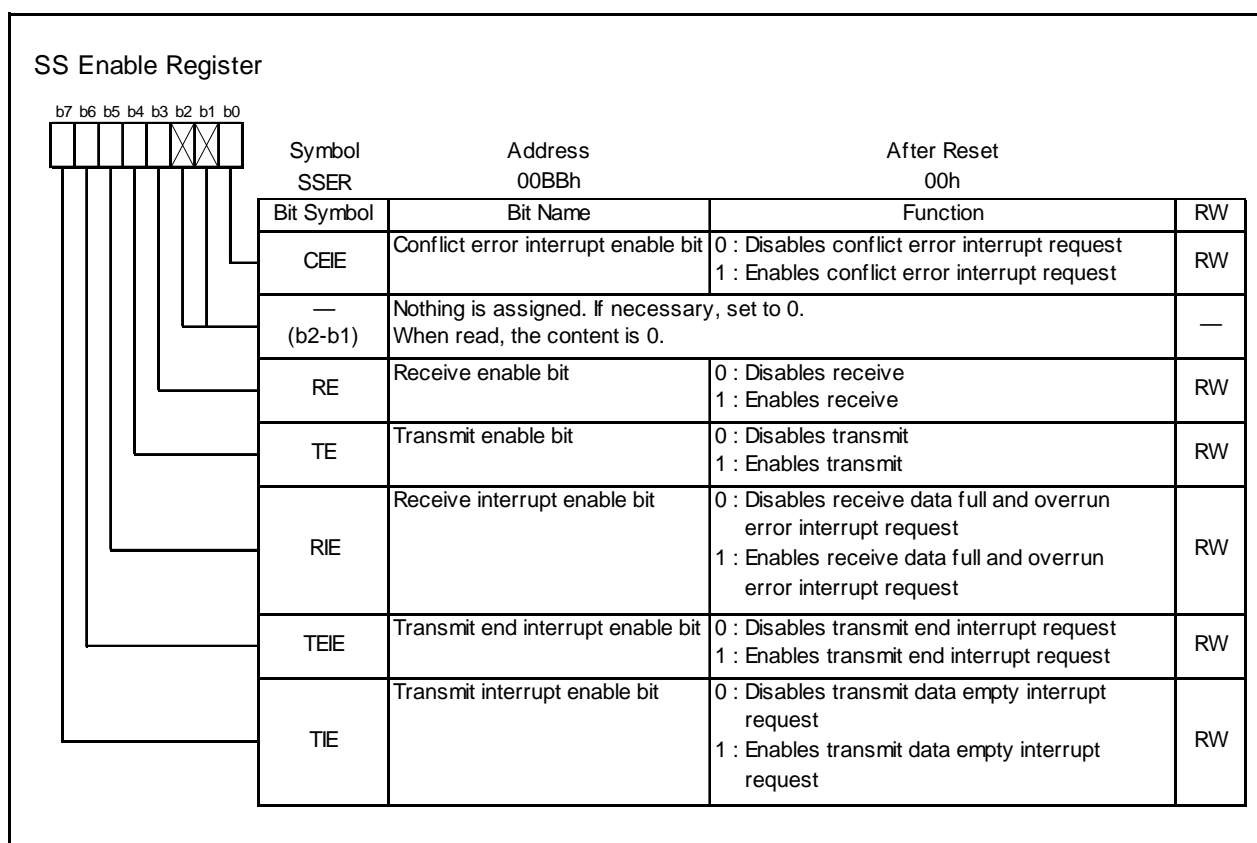 SS Enable Register
b7 b6 b5 b4 b3 b2 b1 b0
Symbol Address After Reset
SSER 00BBh 00h
Bit Symbol Bit Name Function RW
CEIE Conflict error interrupt enable bit 0 : Disables conflict error interrupt request RW
1 : Enables conflict error interrupt request
— Nothing is assigned. If necessary, set to 0. —
(b2-b1) When read, the content is 0.
RE Receive enable bit 0 : Disables receive RW
1 : Enables receive
TE Transmit enable bit 0 : Disables transmit RW
1 : Enables transmit
RIE Receive interrupt enable bit 0 : Disables receive data full and overrun RW
error interrupt request
1 : Enables receive data full and overrun
error interrupt request
TEIE Transmit end interrupt enable bit 0 : Disables transmit end interrupt request RW
1 : Enables transmit end interrupt request
TIE Transmit interrupt enable bit 0 : Disables transmit data empty interrupt RW
request
1 : Enables transmit data empty interrupt
request